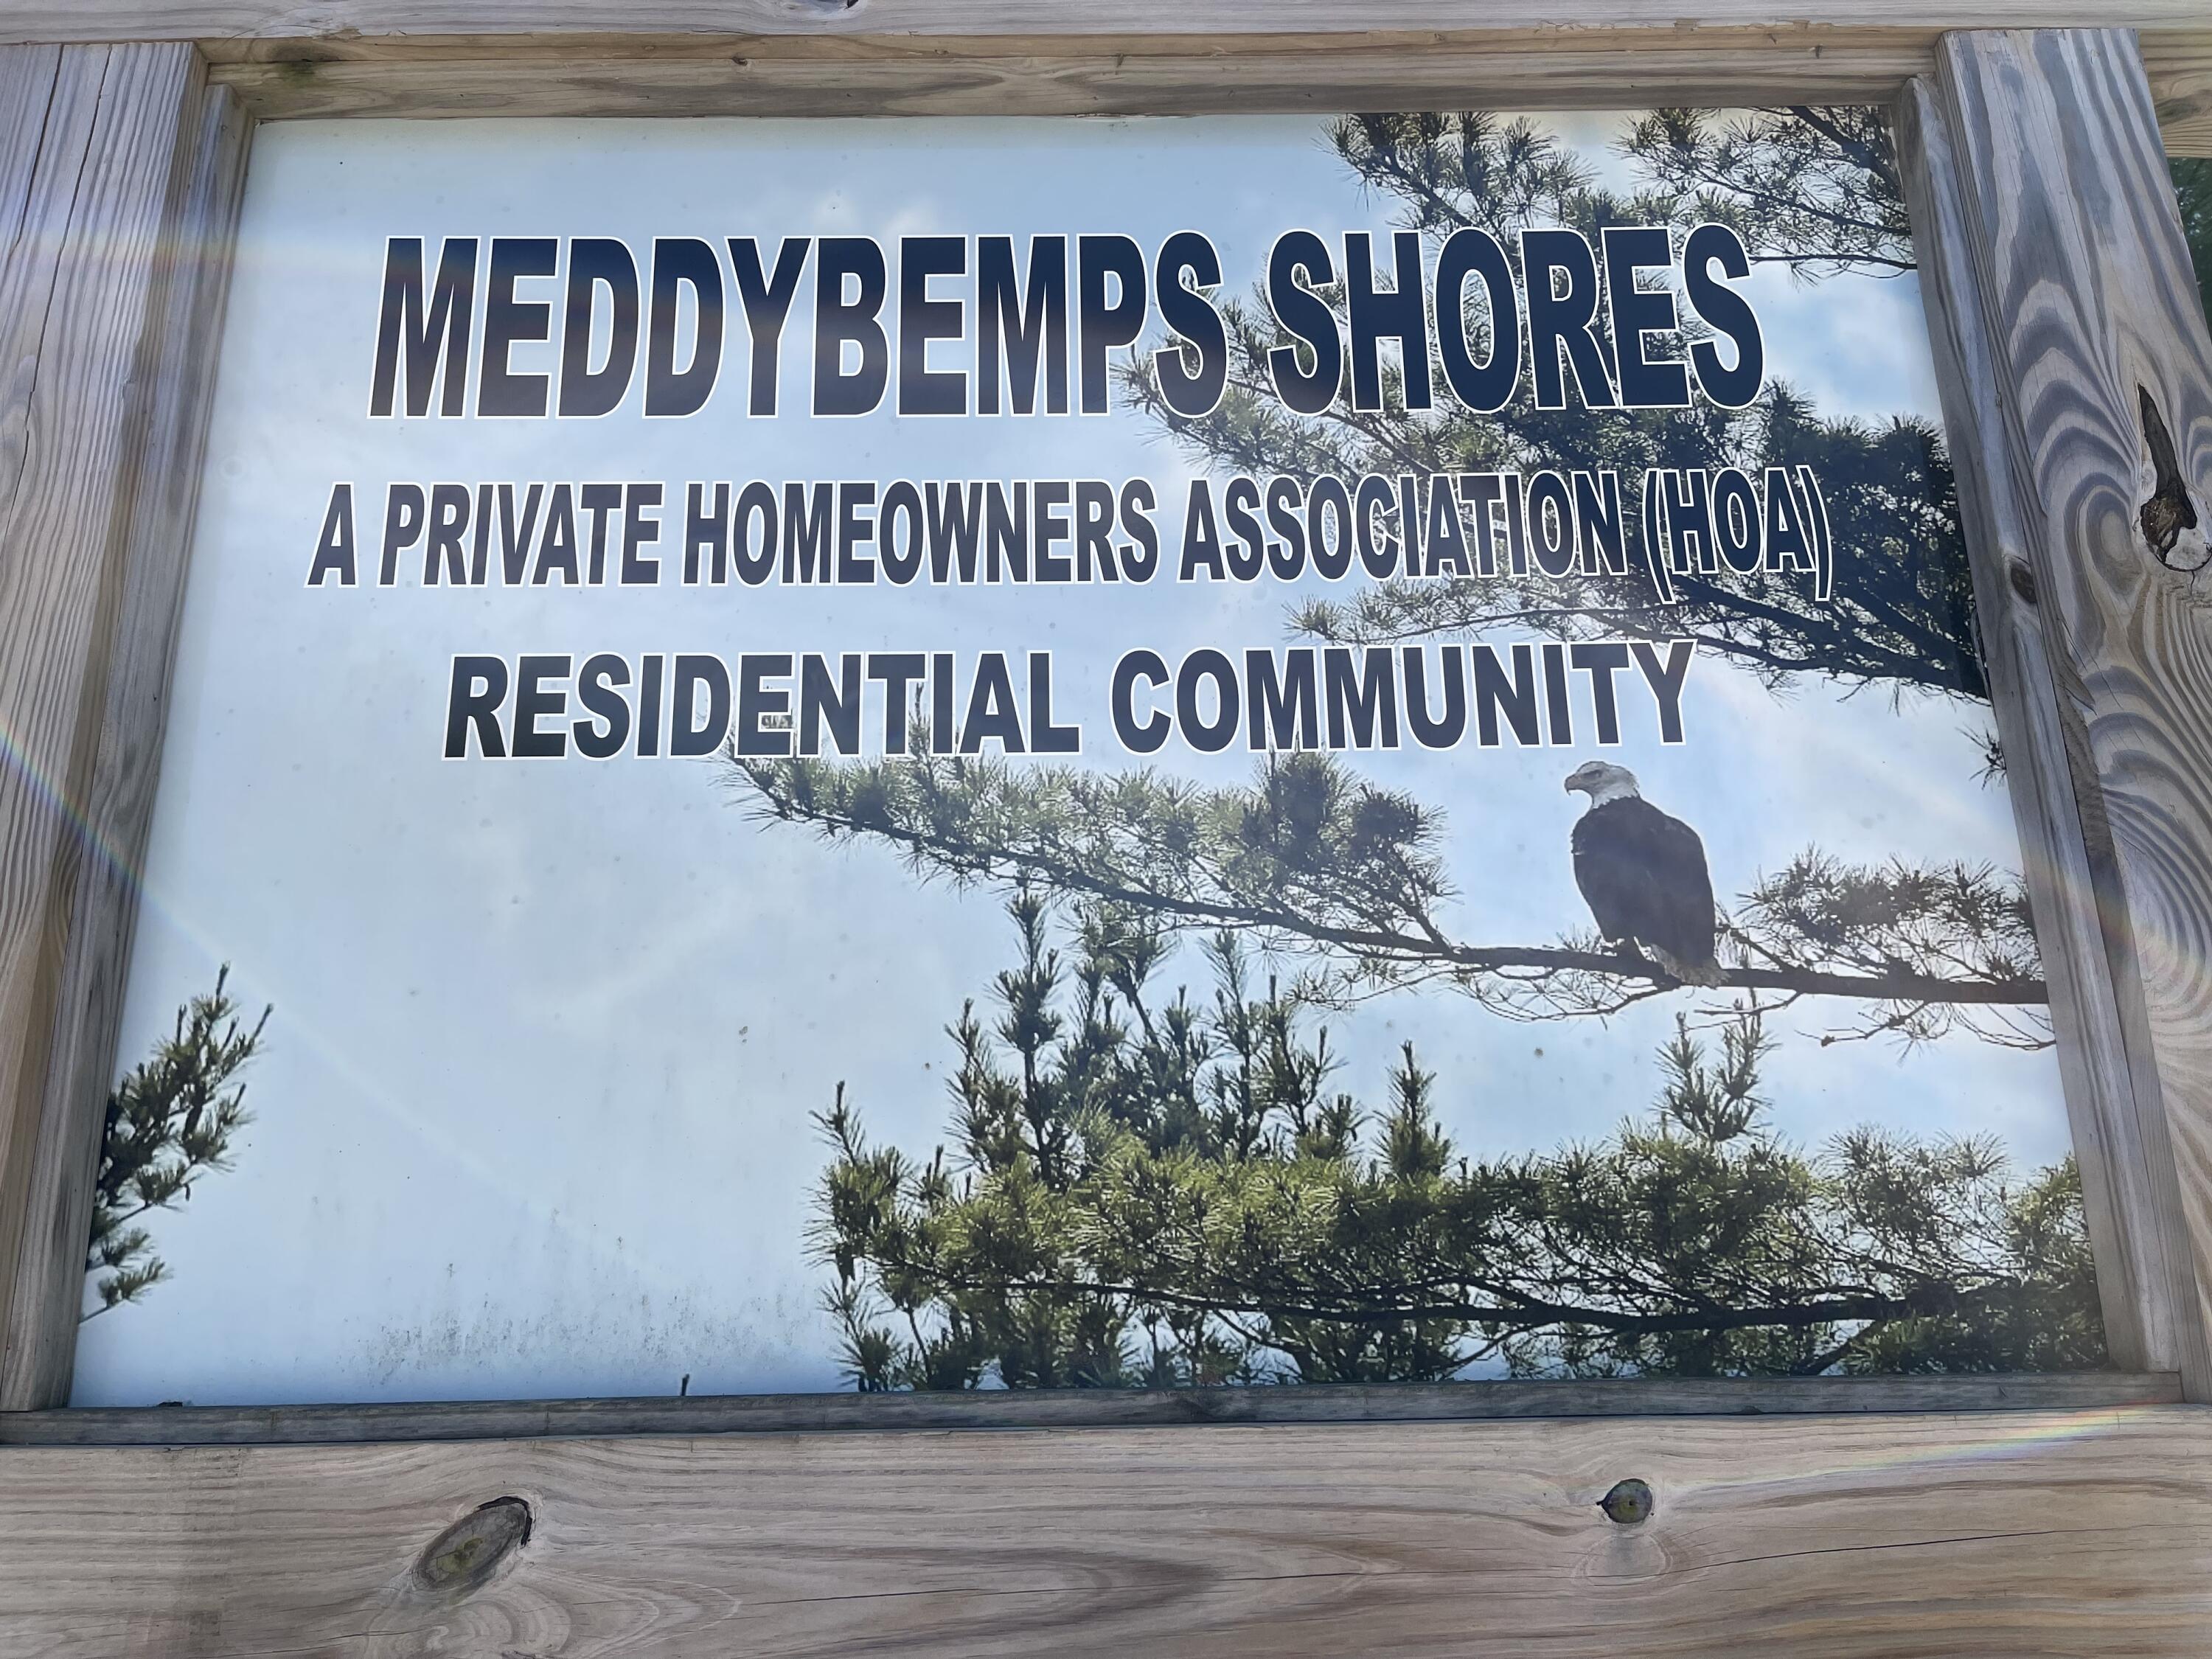 MEDDYBEMPS SHORES
A PRIVATE HOMEOWNERS ASSOCIATION (HOA)
RESIDENTIAL COMMUNITY